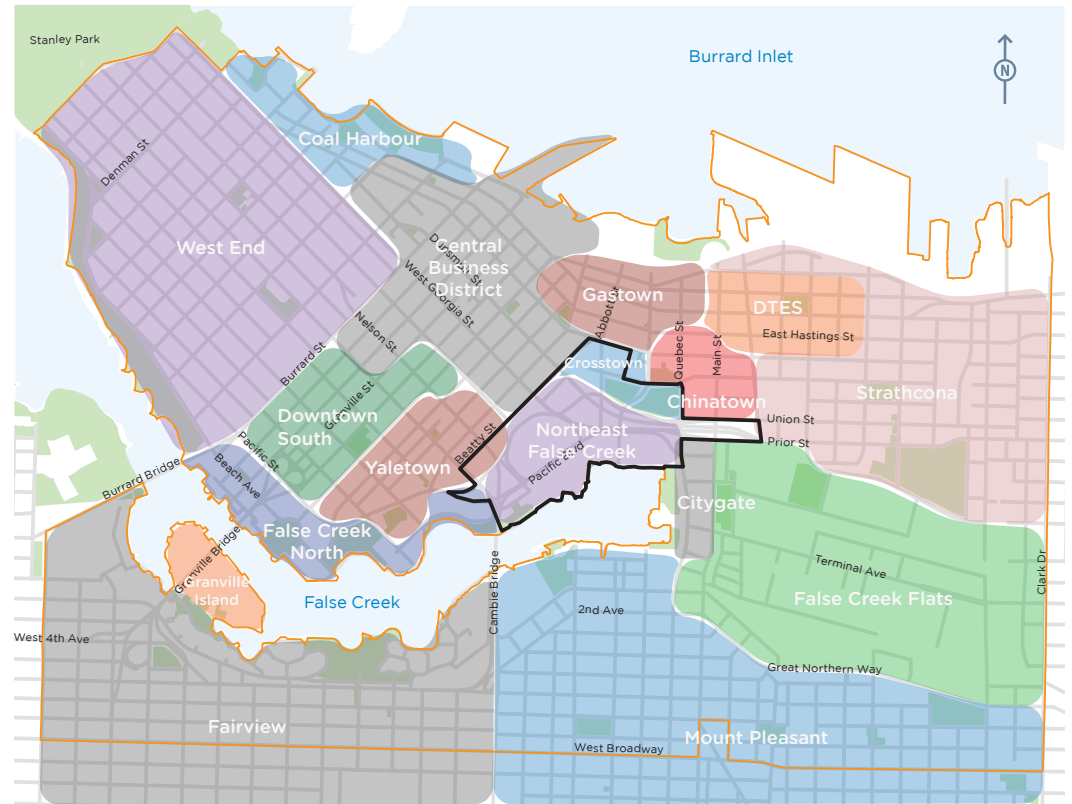 Stanley Park
Burrard Inlet
N
Coal Harbour
Denman St
West End
Central
Business
District
Dunsmuir St
West Georgia St
Gastown
Abbott St
DTES
East Hastings St
Quebec St
Main St
Nelson St
Burrard St
Crosstown
Chinatown
Strathcona
Granville St
Downtown
South
Union St
Prior St
Northeast
False Creek
Pacific Blvd
Beatty St
Yaletown
Pacific St
Beach Ave
Burrard Bridge
Citygate
False Creek
North
Granville Bridge
Granville
Island
False Creek
Cambie Bridge
Terminal Ave
Clark Dr
False Creek Flats
2nd Ave
West 4th Ave
Great Northern Way
Fairview
Mount Pleasant
West Broadway